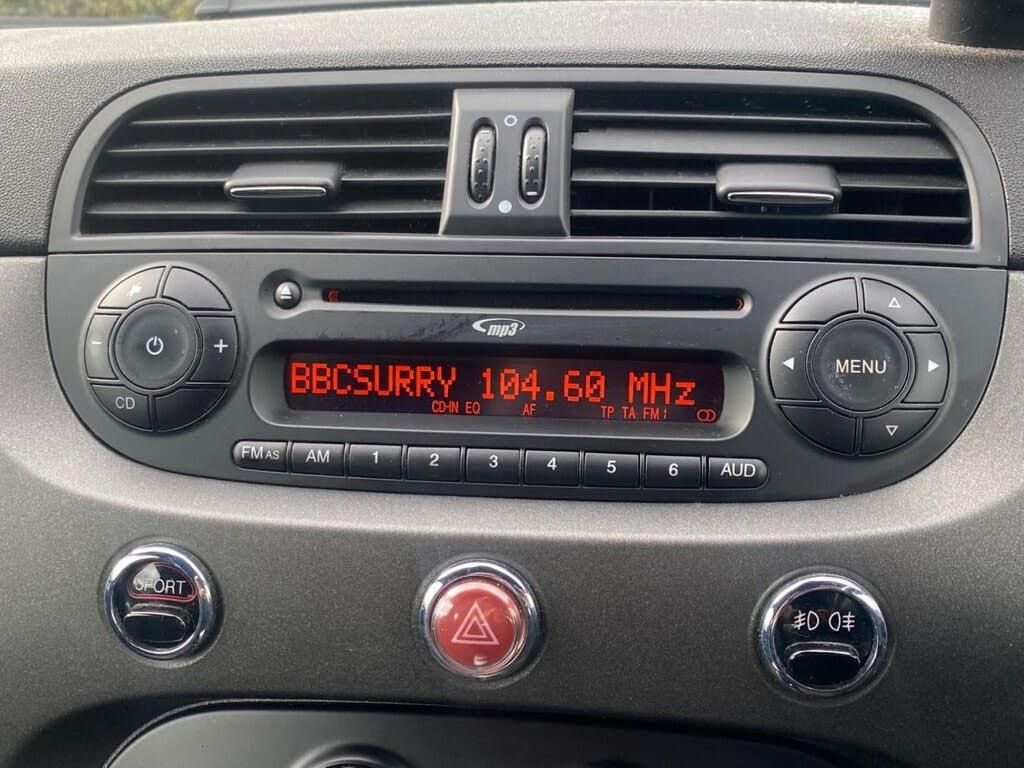 mp3
BBCSURRY 104.60 MHz
CD-IN EQ AF TP TA FM1
- + CD
MENU
FM AS AM 1 2 3 4 5 6 AUD
SPORT